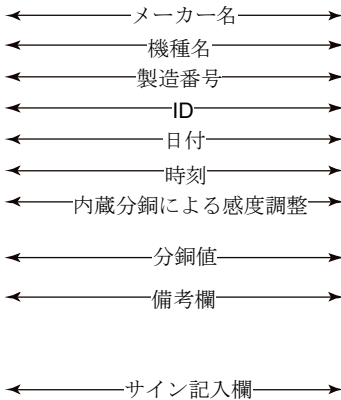 メーカー名
機種名
製造番号
ID
日付
時刻
内蔵分銅による感度調整
分銅値
備考欄
サイン記入欄